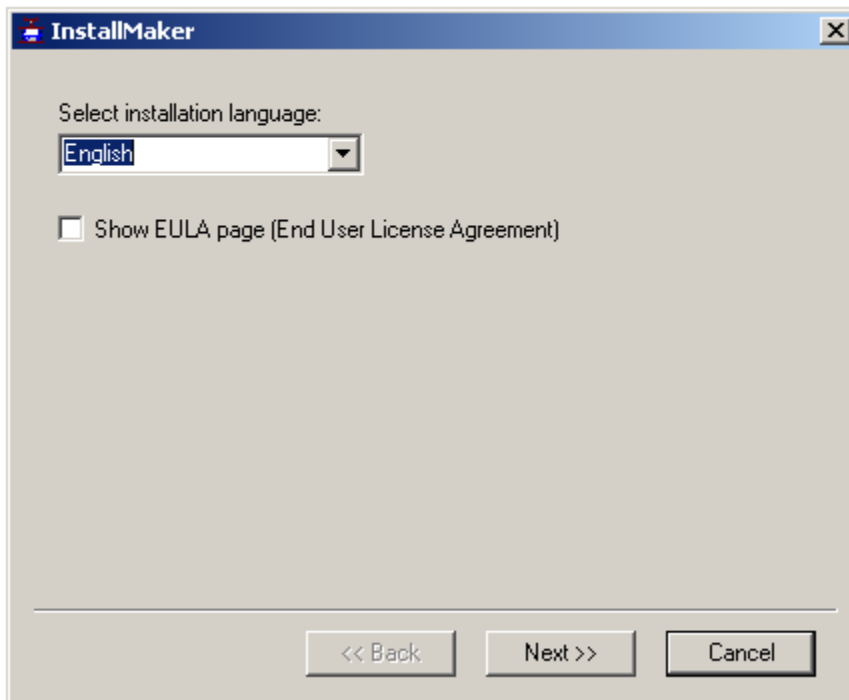 InstallMaker
Select installation language:
English
Show EULA page (End User License Agreement)
<< Back
Next >>
Cancel